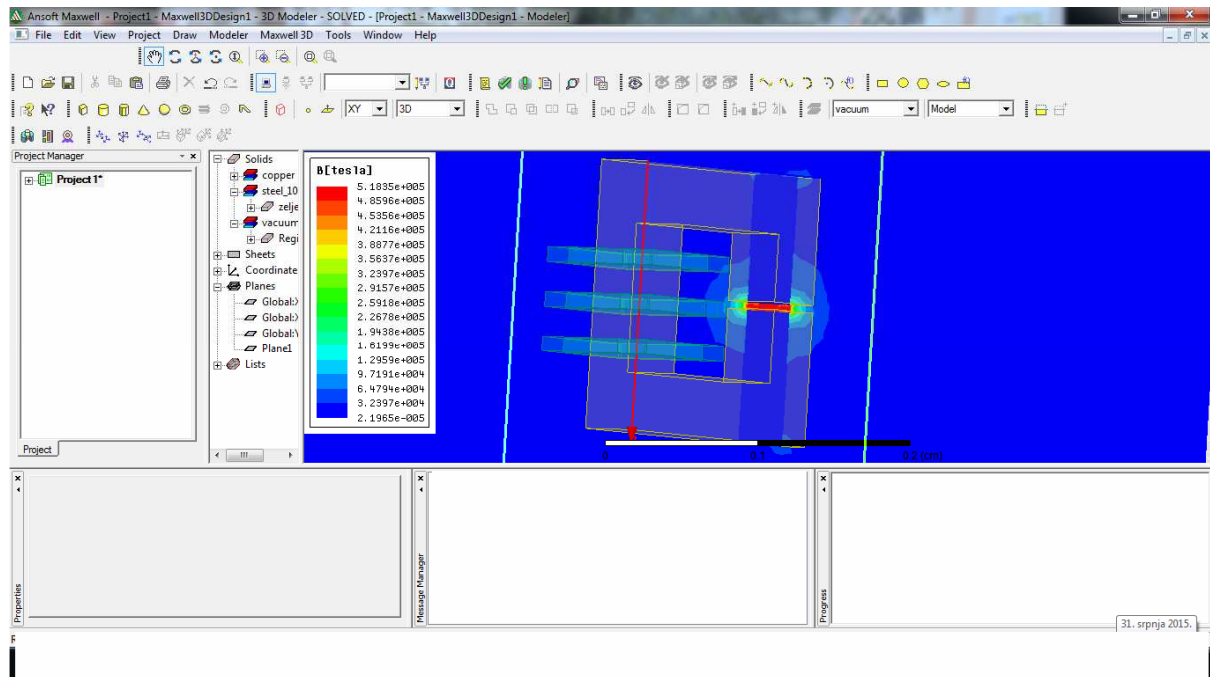 Ansoft Maxwell - Project1 - Maxwell3DDesign1 - 3D Modeler - SOLVED - [Project1 - Maxwell3DDesign1 - Modeler]
File Edit View Project Draw Modeler Maxwell 3D Tools Window Help
XY 3D vacuum Model
Project Manager
Project1*
Project
Solids
copper
steel_10
zelje
vacuum
Regi
Sheets
Coordinate
Planes
Global:
Global:
Global:
Plane1
Lists
B[tesla]
5.1835e+005
4.8596e+005
4.5356e+005
4.2116e+005
3.8877e+005
3.5637e+005
3.2397e+005
2.9157e+005
2.5918e+005
2.2678e+005
1.9438e+005
1.6199e+005
1.2959e+005
9.7191e+004
6.4794e+004
3.2397e+004
2.1965e-005
0 0.1 0.2 (cm)
Properties
Message Manager
Progress
31. srpnja 2015.